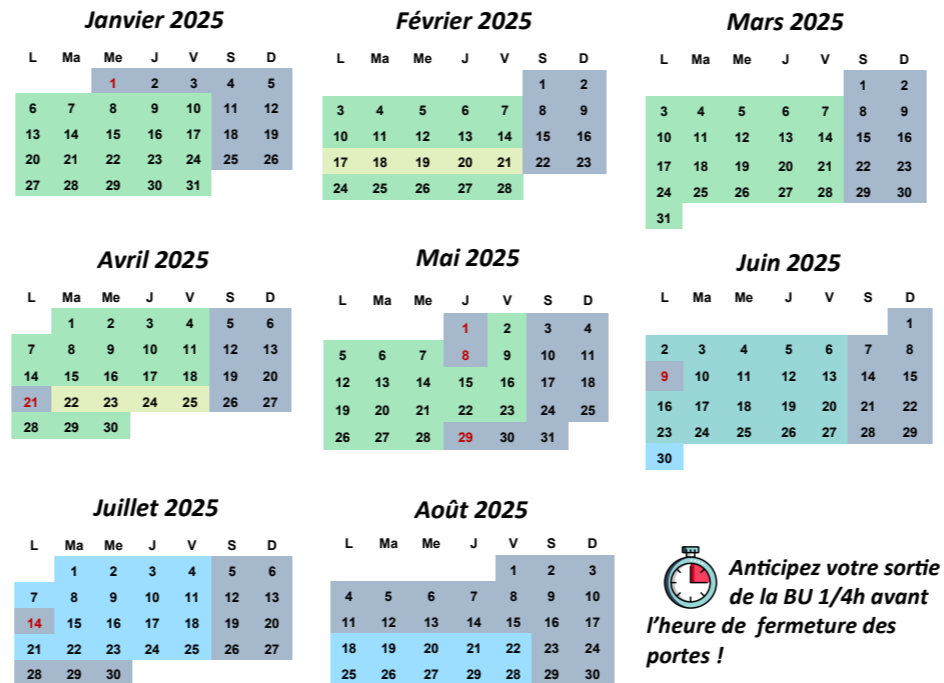 Janvier 2025
L Ma Me J V S D
1 2 3 4 5
6 7 8 9 10 11 12
13 14 15 16 17 18 19
20 21 22 23 24 25 26
27 28 29 30 31
Février 2025
L Ma Me J V S D
1 2
3 4 5 6 7 8 9
10 11 12 13 14 15 16
17 18 19 20 21 22 23
24 25 26 27 28
Mars 2025
L Ma Me J V S D
1 2
3 4 5 6 7 8 9
10 11 12 13 14 15 16
17 18 19 20 21 22 23
24 25 26 27 28 29 30
31
Avril 2025
L Ma Me J V S D
1 2 3 4 5 6
7 8 9 10 11 12 13
14 15 16 17 18 19 20
21 22 23 24 25 26 27
28 29 30
Mai 2025
L Ma Me J V S D
1 2 3 4
5 6 7 8 9 10 11
12 13 14 15 16 17 18
19 20 21 22 23 24 25
26 27 28 29 30 31
Juin 2025
L Ma Me J V S D
1
2 3 4 5 6 7 8
9 10 11 12 13 14 15
16 17 18 19 20 21 22
23 24 25 26 27 28 29
30
Juillet 2025
L Ma Me J V S D
1 2 3 4 5 6
7 8 9 10 11 12 13
14 15 16 17 18 19 20
21 22 23 24 25 26 27
28 29 30
Août 2025
L Ma Me J V S D
1 2 3
4 5 6 7 8 9 10
11 12 13 14 15 16 17
18 19 20 21 22 23 24
25 26 27 28 29 30
Anticipez votre sortie
de la BU 1/4h avant
l'heure de fermeture des
portes !